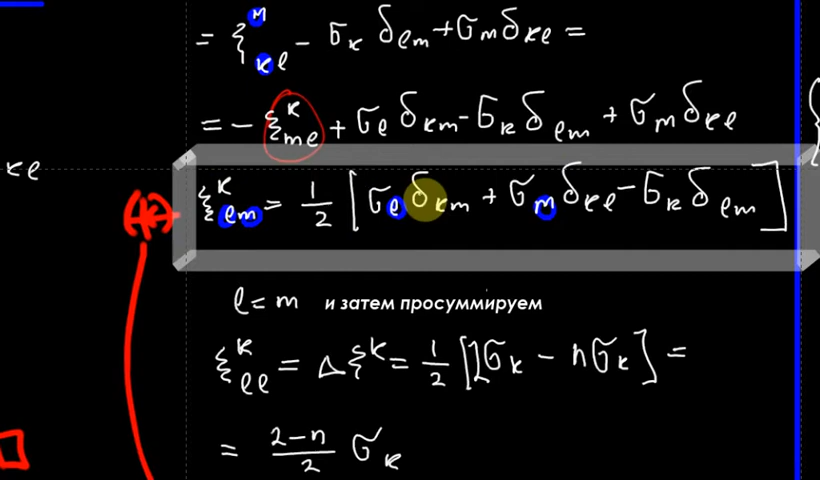 = ξ^m_{kl} − σ_k δ_{lm} + σ_m δ_{kl} =
= − ξ^k_{ml} + σ_l δ_{km} − σ_k δ_{lm} + σ_m δ_{kl}
kl
(*) ξ^k_{lm} = 1/2 [σ_l δ_{km} + σ_m δ_{kl} − σ_k δ_{lm}]
l = m и затем просуммируем
ξ^k_{ll} = Δξ^k = 1/2 [2σ_k − nσ_k] =
= (2−n)/2 σ_k